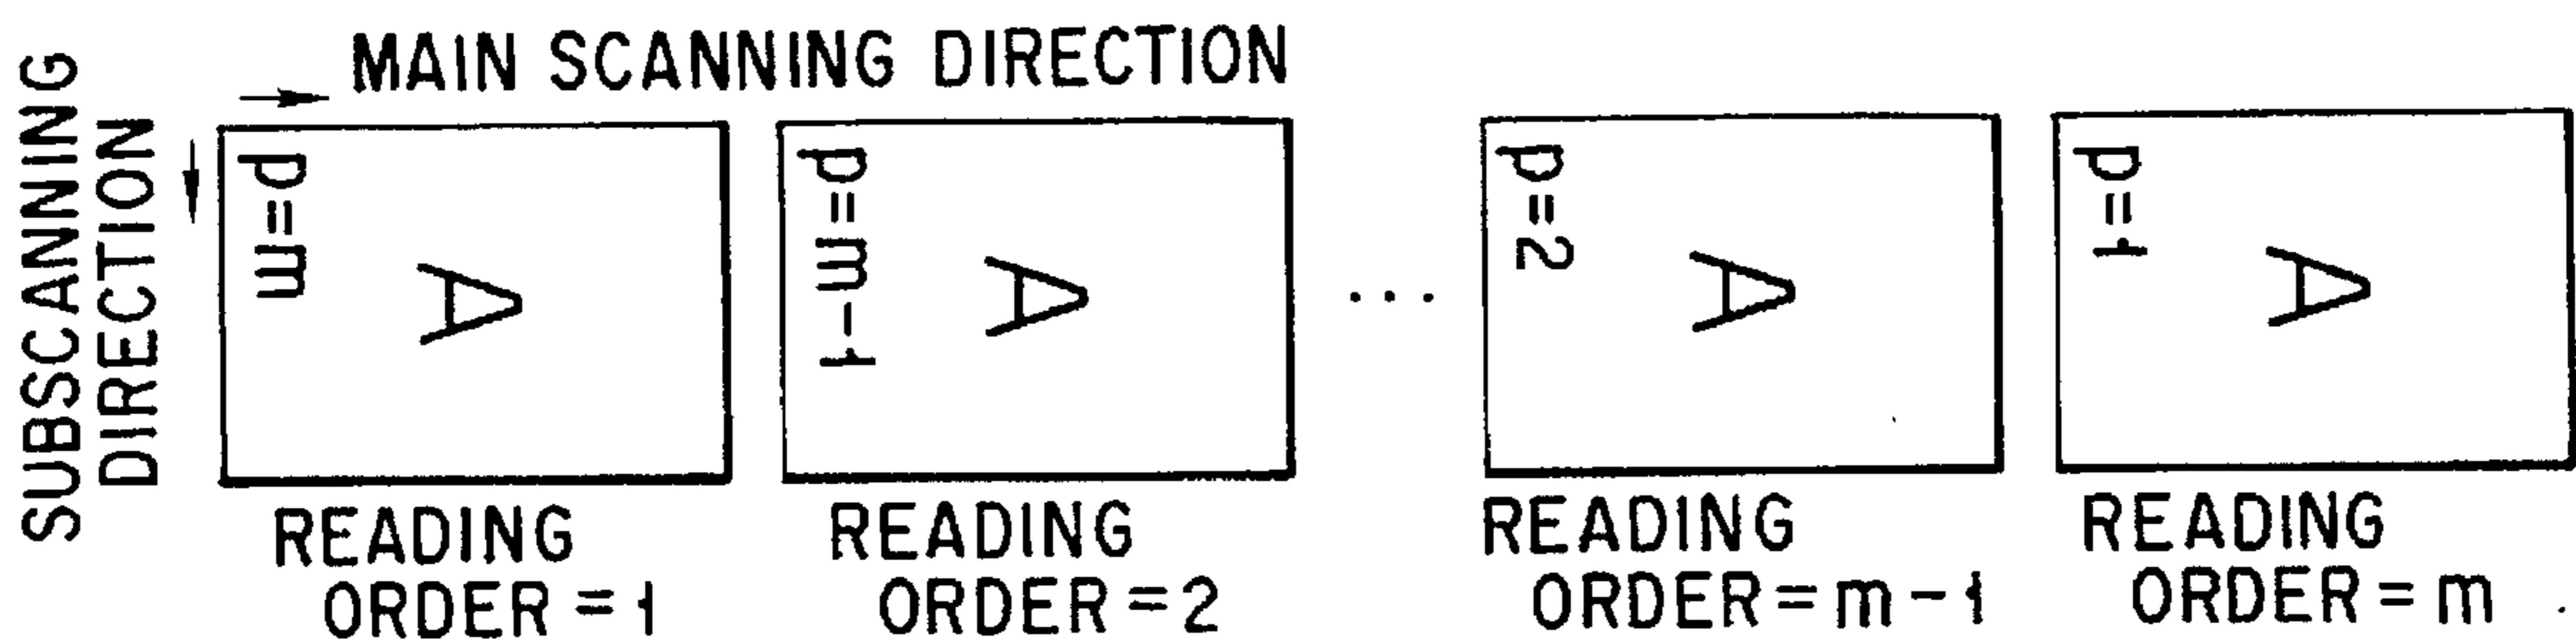 SUBSCANNING
DIRECTION
MAIN SCANNING DIRECTION
p=m
A
READING
ORDER = 1
p=m-1
A
READING
ORDER = 2
...
p=2
A
READING
ORDER = m-1
p=1
A
READING
ORDER = m